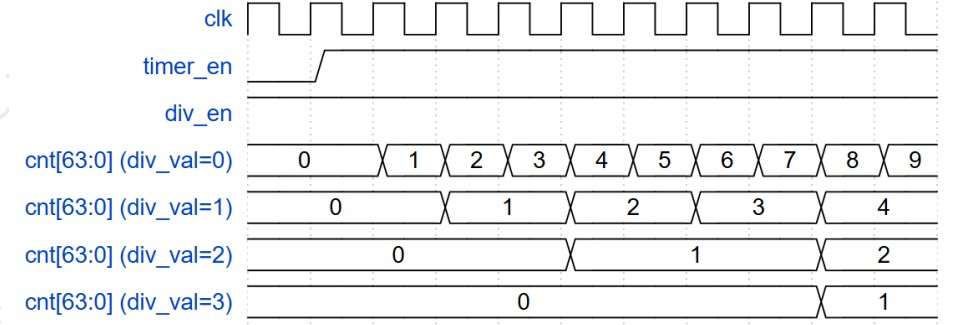 clk
timer_en
div_en
cnt[63:0] (div_val=0) 0 1 2 3 4 5 6 7 8 9
cnt[63:0] (div_val=1) 0 1 2 3 4
cnt[63:0] (div_val=2) 0 1 2
cnt[63:0] (div_val=3) 0 1